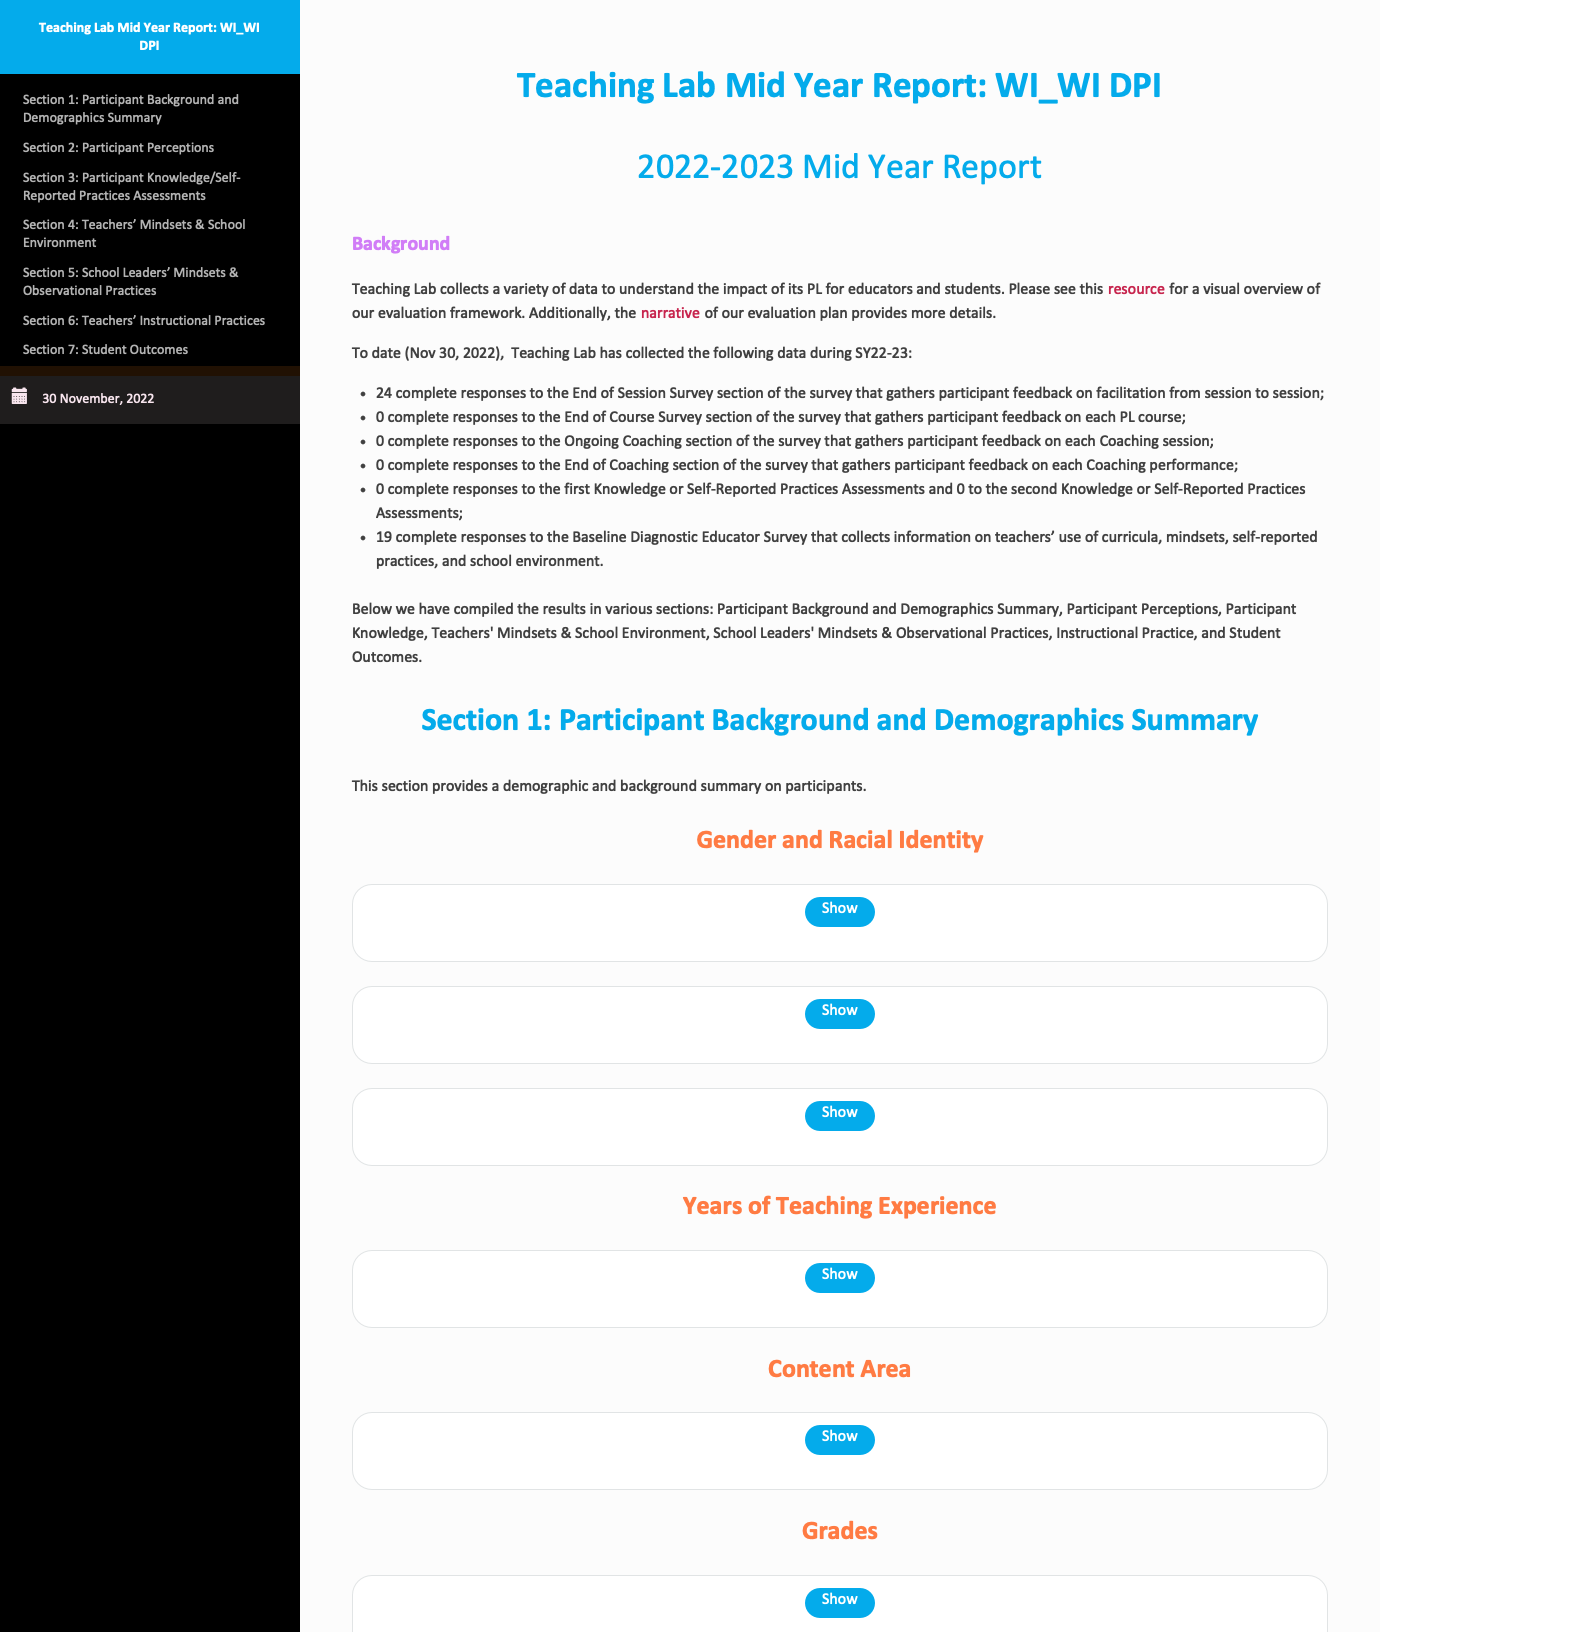 Teaching Lab Mid Year Report: WI_WI
DPI
Section 1: Participant Background and
Demographics Summary
Section 2: Participant Perceptions
Section 3: Participant Knowledge/Self-
Reported Practices Assessments
Section 4: Teachers’ Mindsets & School
Environment
Section 5: School Leaders’ Mindsets &
Observational Practices
Section 6: Teachers’ Instructional Practices
Section 7: Student Outcomes
30 November, 2022
Teaching Lab Mid Year Report: WI_WI DPI
2022-2023 Mid Year Report
Background
Teaching Lab collects a variety of data to understand the impact of its PL for educators and students. Please see this resource for a visual overview of
our evaluation framework. Additionally, the narrative of our evaluation plan provides more details.
To date (Nov 30, 2022),  Teaching Lab has collected the following data during SY22-23:
• 24 complete responses to the End of Session Survey section of the survey that gathers participant feedback on facilitation from session to session;
• 0 complete responses to the End of Course Survey section of the survey that gathers participant feedback on each PL course;
• 0 complete responses to the Ongoing Coaching section of the survey that gathers participant feedback on each Coaching session;
• 0 complete responses to the End of Coaching section of the survey that gathers participant feedback on each Coaching performance;
• 0 complete responses to the first Knowledge or Self-Reported Practices Assessments and 0 to the second Knowledge or Self-Reported Practices
Assessments;
• 19 complete responses to the Baseline Diagnostic Educator Survey that collects information on teachers’ use of curricula, mindsets, self-reported
practices, and school environment.
Below we have compiled the results in various sections: Participant Background and Demographics Summary, Participant Perceptions, Participant
Knowledge, Teachers' Mindsets & School Environment, School Leaders' Mindsets & Observational Practices, Instructional Practice, and Student
Outcomes.
Section 1: Participant Background and Demographics Summary
This section provides a demographic and background summary on participants.
Gender and Racial Identity
Show
Show
Show
Years of Teaching Experience
Show
Content Area
Show
Grades
Show